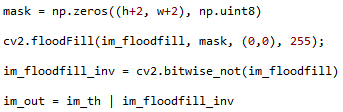 mask = np.zeros((h+2, w+2), np.uint8)
cv2.floodFill(im_floodfill, mask, (0,0), 255);
im_floodfill_inv = cv2.bitwise_not(im_floodfill)
im_out = im_th | im_floodfill_inv